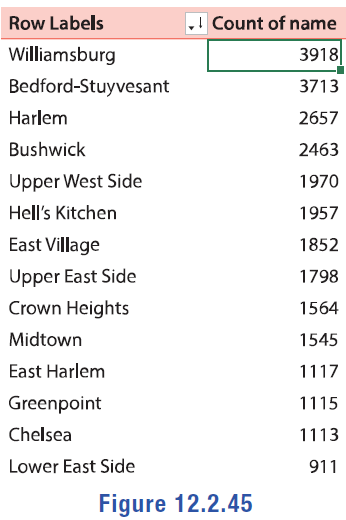 Row Labels Count of name
Williamsburg 3918
Bedford-Stuyvesant 3713
Harlem 2657
Bushwick 2463
Upper West Side 1970
Hell's Kitchen 1957
East Village 1852
Upper East Side 1798
Crown Heights 1564
Midtown 1545
East Harlem 1117
Greenpoint 1115
Chelsea 1113
Lower East Side 911
Figure 12.2.45